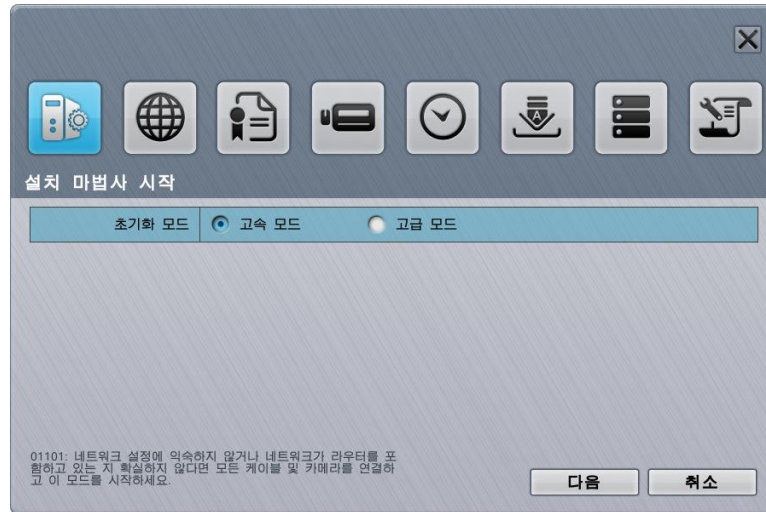 A
설치 마법사 시작
초기화 모드
고속 모드
고급 모드
01101: 네트워크 설정에 익숙하지 않거나 네트워크가 라우터를 포
함하고 있는 지 확실하지 않다면 모든 케이블 및 카메라를 연결하
고 이 모드를 시작하세요.
다음
취소